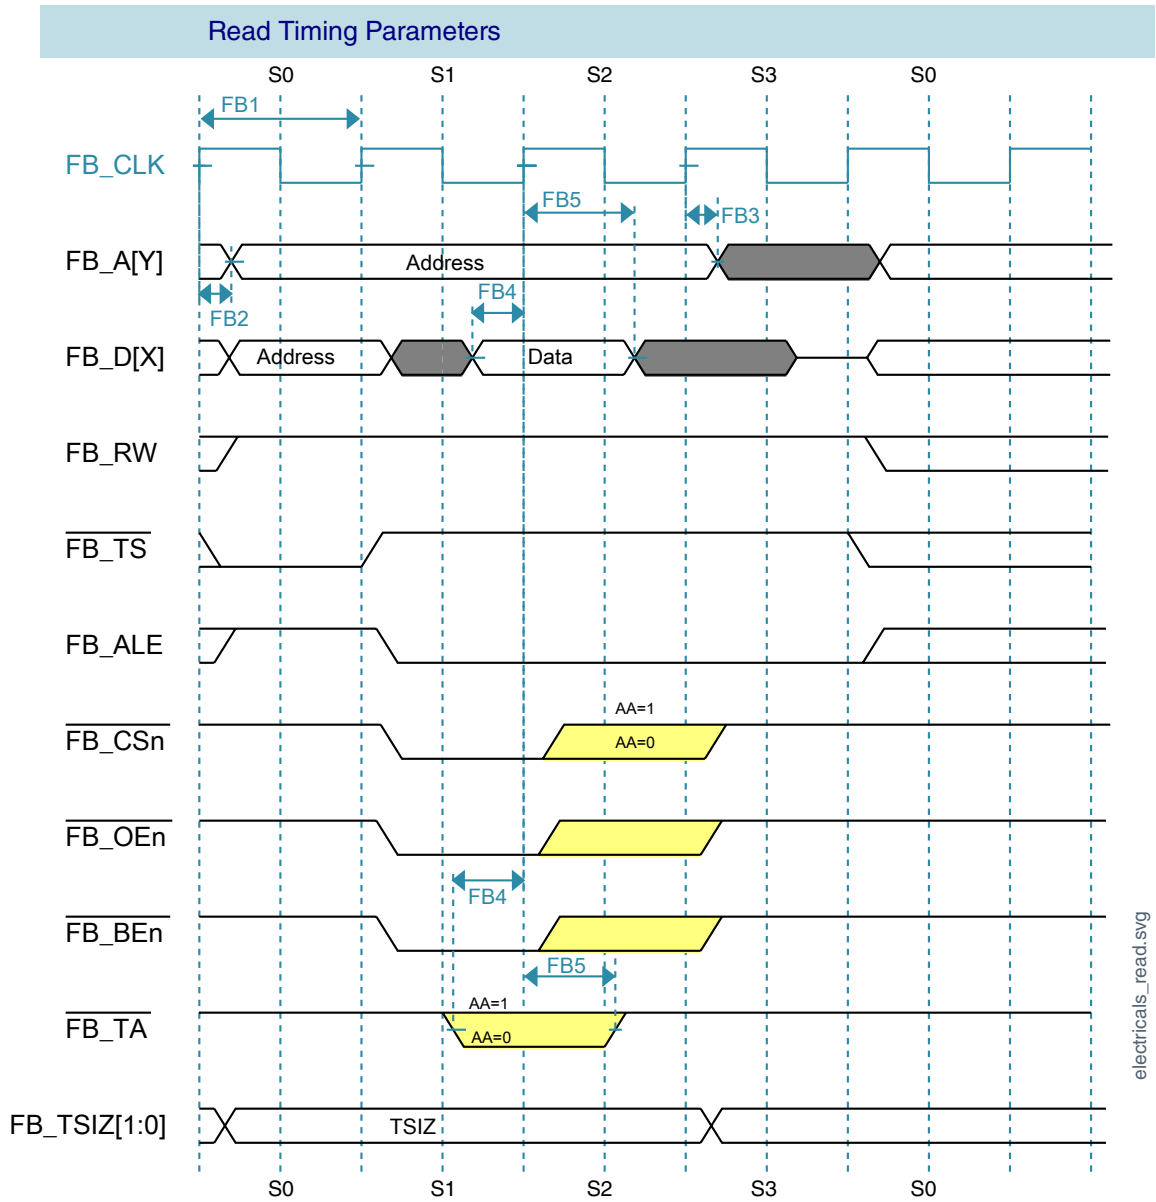 Read Timing Parameters
S0 S1 S2 S3 S0
FB1
FB_CLK
FB5
FB3
FB_A[Y]
Address
FB4
FB2
FB_D[X]
Address
Data
FB_RW
FB_TS
FB_ALE
AA=1
FB_CSn
AA=0
FB_OEn
FB4
FB_BEn
FB5
AA=1
FB_TA
AA=0
FB_TSIZ[1:0]
TSIZ
S0 S1 S2 S3 S0
electricals_read.svg